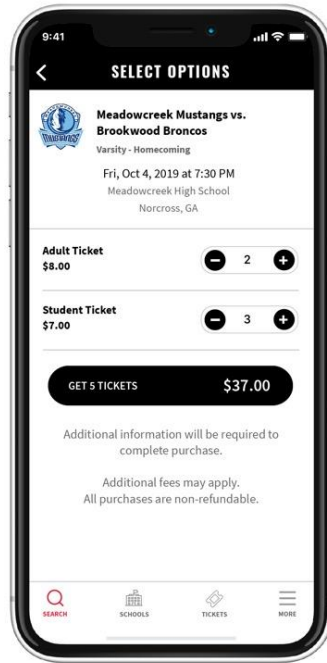 9:41
SELECT OPTIONS
MUSTANGS
Meadowcreek Mustangs vs.
Brookwood Broncos
Varsity - Homecoming
Fri, Oct 4, 2019 at 7:30 PM
Meadowcreek High School
Norcross, GA
Adult Ticket
$8.00
2
Student Ticket
$7.00
3
GET 5 TICKETS $37.00
Additional information will be required to
complete purchase.
Additional fees may apply.
All purchases are non-refundable.
SEARCH SCHOOLS TICKETS MORE